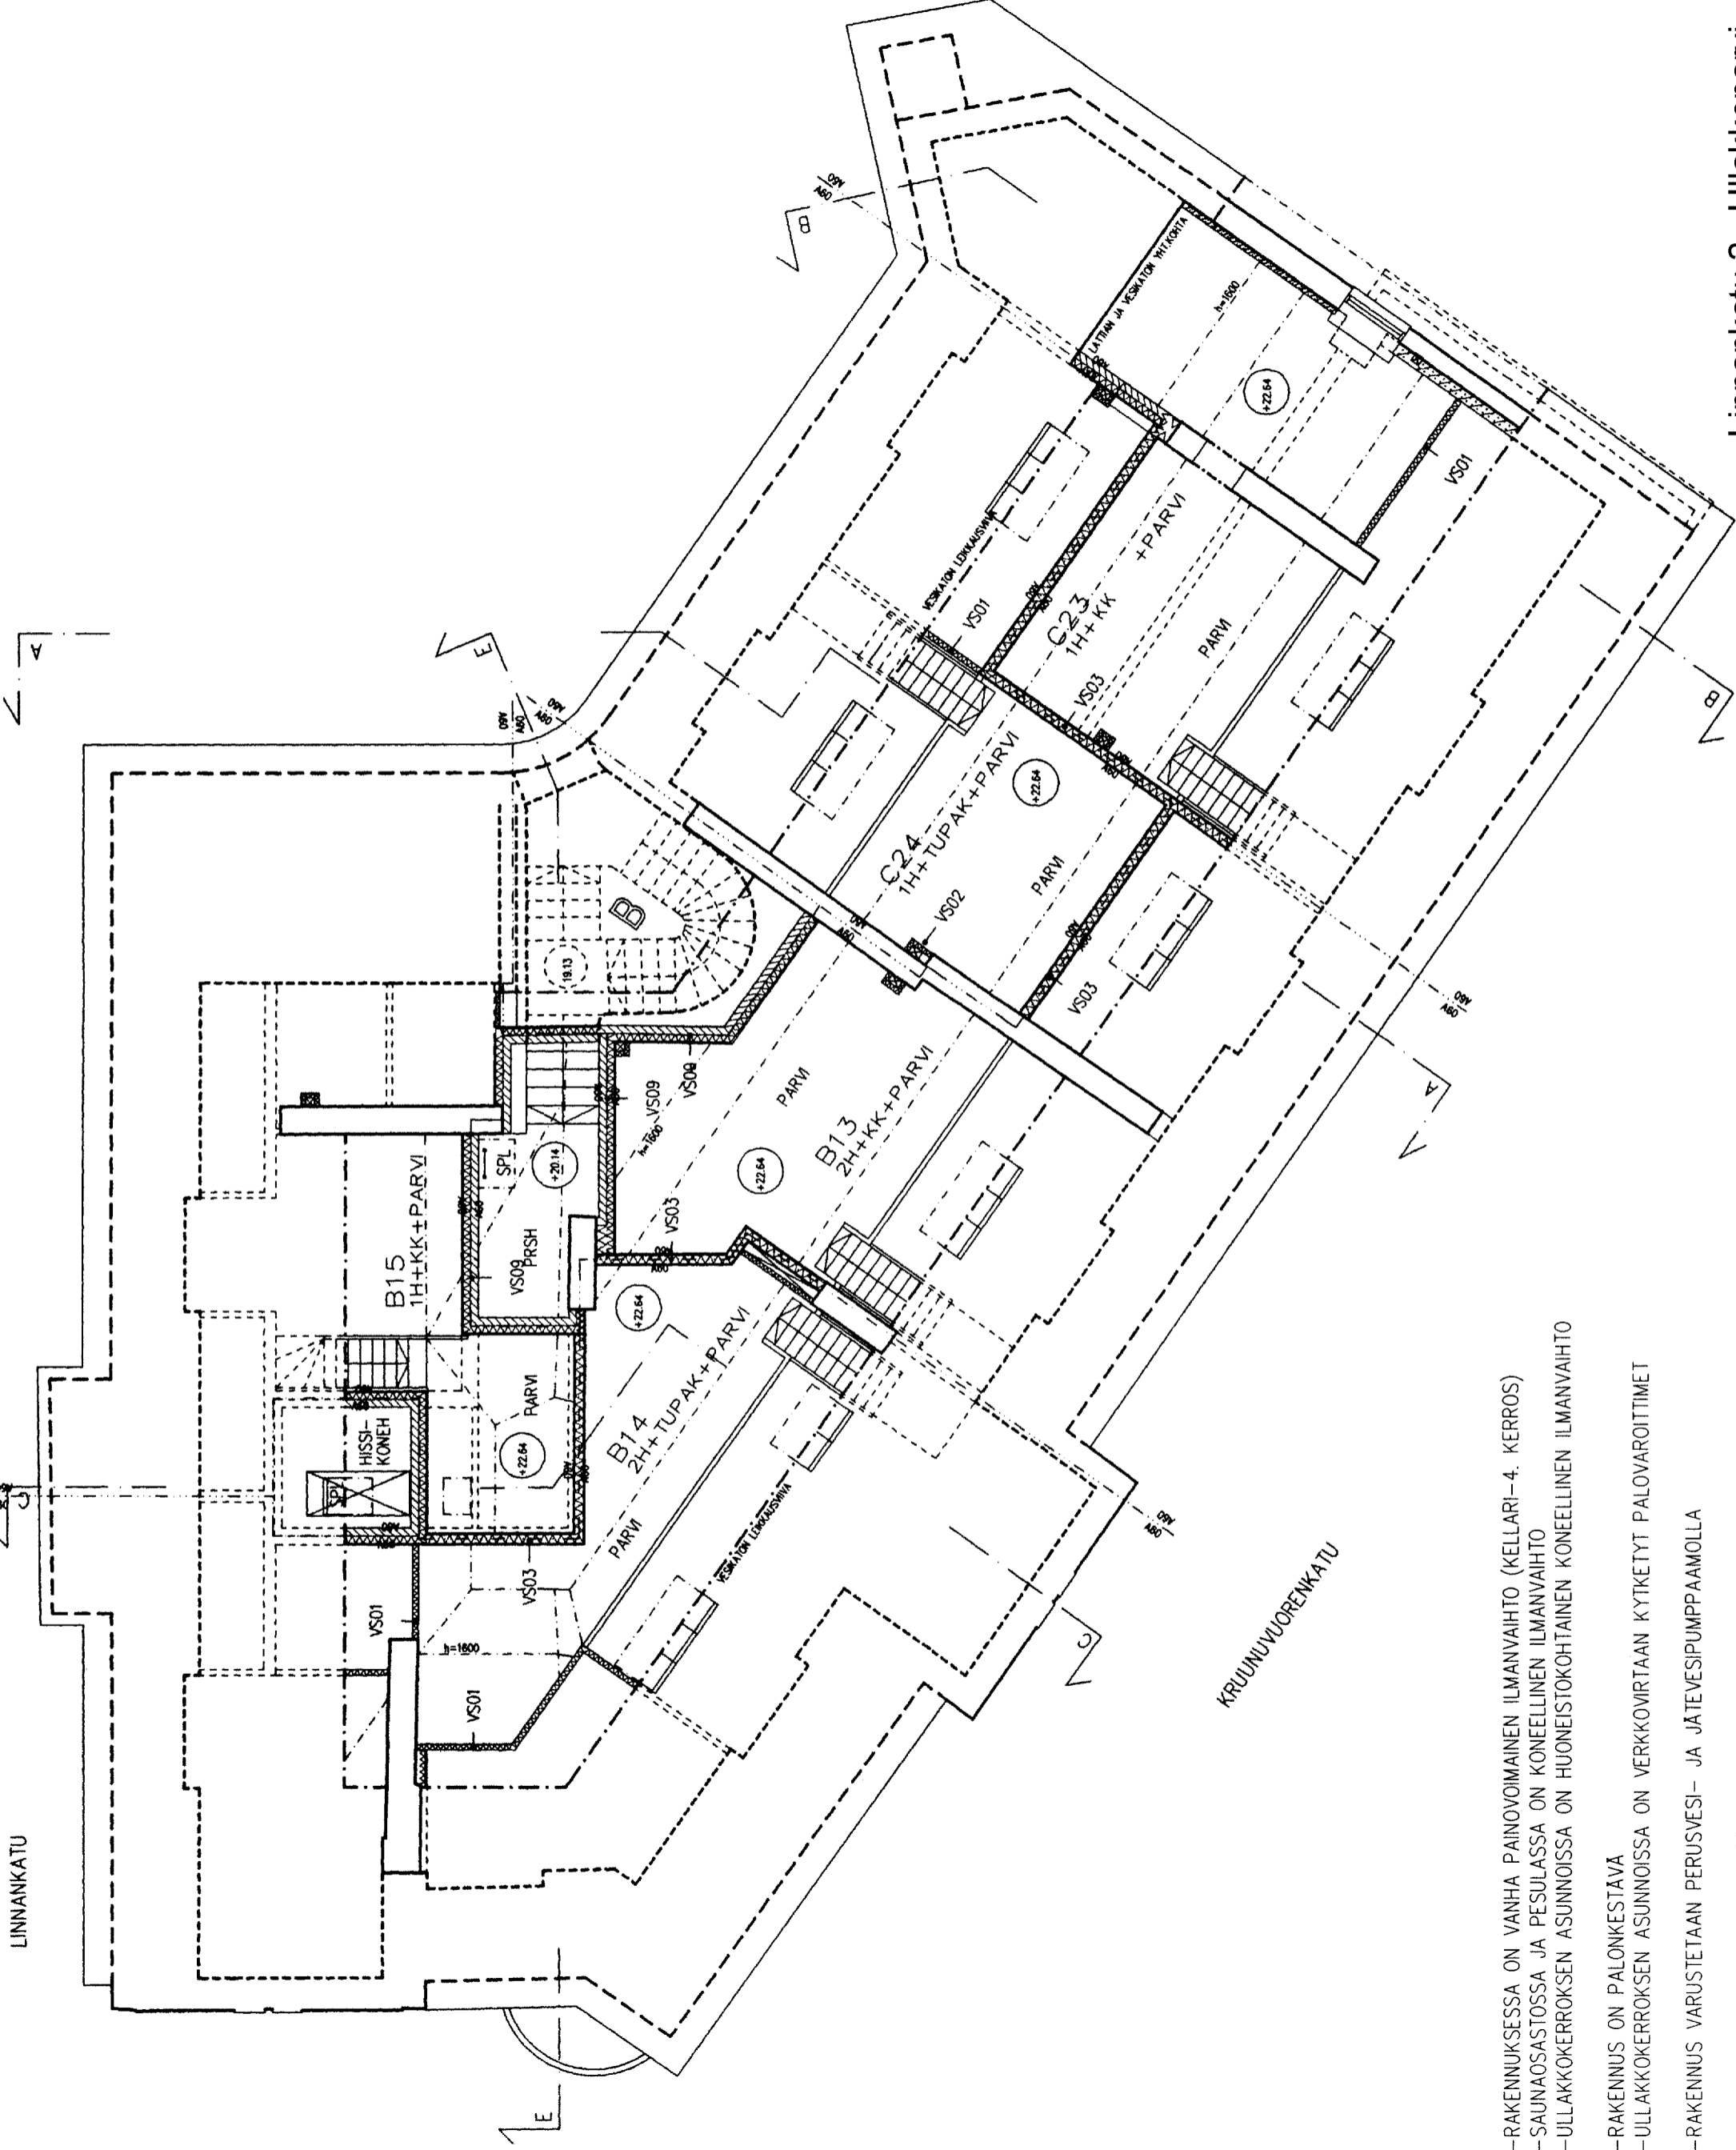 LINNANKATU
A
C
E
B
A60
A60
B15
1H+KK+PARVI
HISSI-
KONEH
SPL
PARVI
+22.64
VS01
VS01
h=1600
VS03
VS09
PRSH
SPL
+20.14
19.13
B
B14
2H+TUPAK+PARVI
PARVI
+22.64
VESIKATON LEIKKAUSVIIVA
VS03
VS09
VS09
h=1600
PARVI
B13
2H+KK+PARVI
+22.64
C24
1H+TUPAK+PARVI
PARVI
+22.64
VS02
VS03
VS03
VS01
VESIKATON LEIKKAUSVIIVA
C23
1H+KK
+PARVI
PARVI
LATTIAN JA VESIKATON YHT.KOHTA
h=1600
+22.64
VS01
A
B
C
E
KRUUNUVUORENKATU
-RAKENNUKSESSA ON VANHA PAINOVOIMAINEN ILMANVAIHTO (KELLARI-4. KERROS)
-SAUNAOSASTOSSA JA PESULASSA ON KONEELLINEN ILMANVAIHTO
-ULLAKKOKERROKSEN ASUNNOISSA ON HUONEISTOKOHTAINEN KONEELLINEN ILMANVAIHTO
-RAKENNUS ON PALONKESTÄVÄ
-ULLAKKOKERROKSEN ASUNNOISSA ON VERKKOVIRTAAN KYTKETYT PALOVAROITTIMET
-RAKENNUS VARUSTETAAN PERUSVESI- JA JÄTEVESIPUMPPAAMOLLA